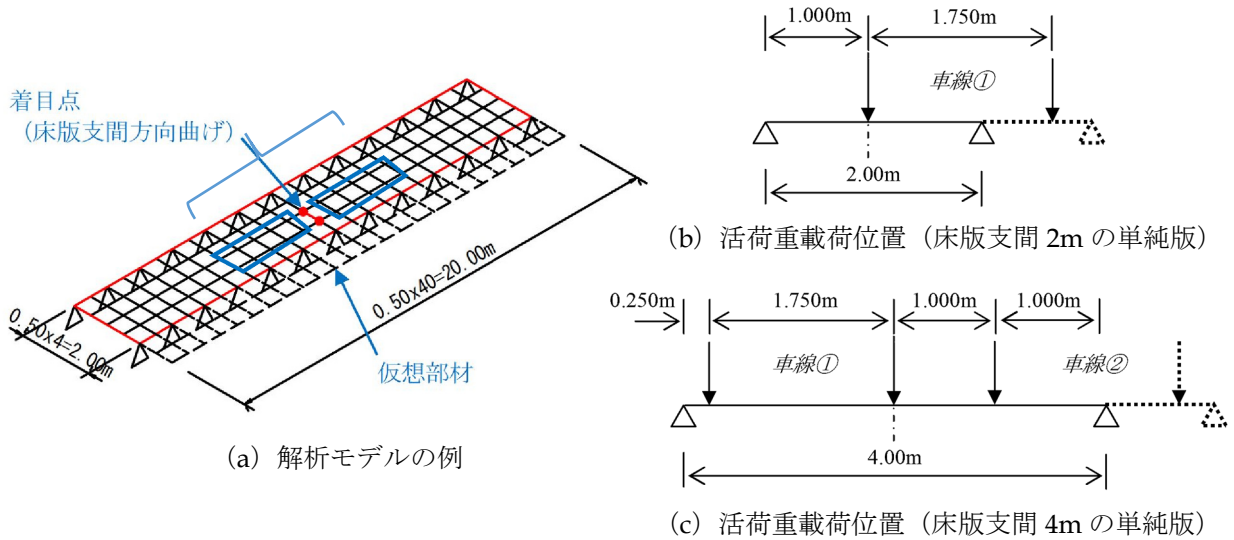 着目点
（床版支間方向曲げ）
0.50x4=2.00m
0.50x40=20.00m
仮想部材
(a) 解析モデルの例
1.000m
1.750m
車線①
2.00m
(b) 活荷重載荷位置（床版支間 2m の単純版）
0.250m
1.750m
1.000m
1.000m
車線①
車線②
4.00m
(c) 活荷重載荷位置（床版支間 4m の単純版）